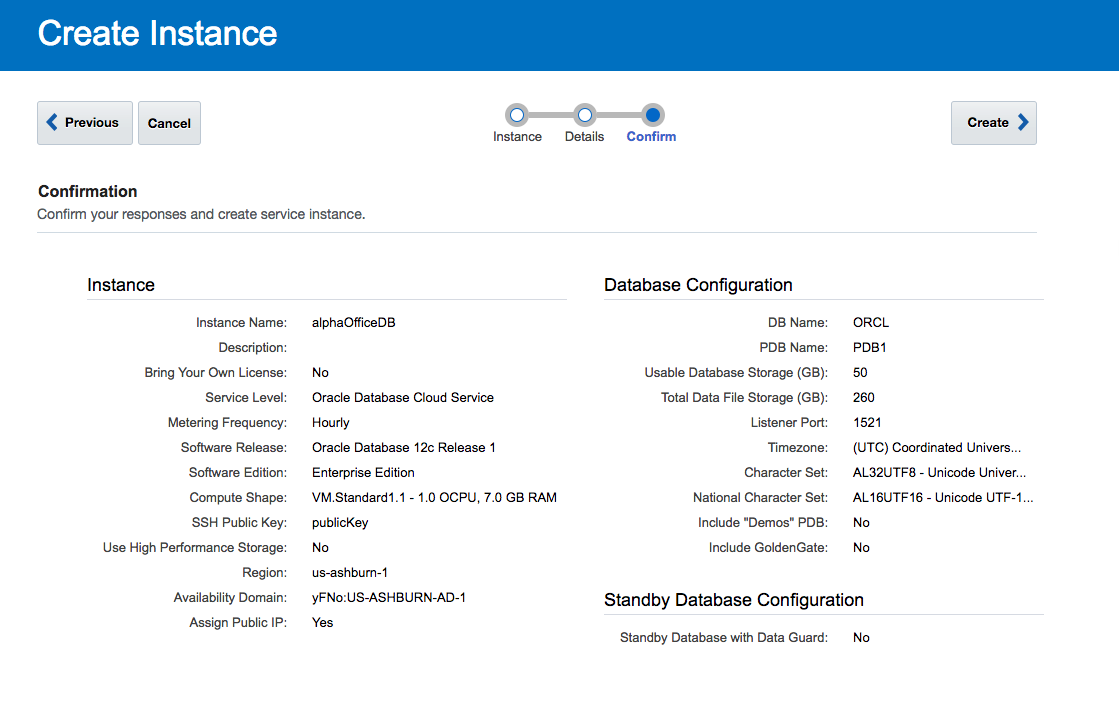 Create Instance
Previous
Cancel
Instance
Details
Confirm
Create
Confirmation
Confirm your responses and create service instance.
Instance
Instance Name: alphaOfficeDB
Description:
Bring Your Own License: No
Service Level: Oracle Database Cloud Service
Metering Frequency: Hourly
Software Release: Oracle Database 12c Release 1
Software Edition: Enterprise Edition
Compute Shape: VM.Standard1.1 - 1.0 OCPU, 7.0 GB RAM
SSH Public Key: publicKey
Use High Performance Storage: No
Region: us-ashburn-1
Availability Domain: yFNo:US-ASHBURN-AD-1
Assign Public IP: Yes
Database Configuration
DB Name: ORCL
PDB Name: PDB1
Usable Database Storage (GB): 50
Total Data File Storage (GB): 260
Listener Port: 1521
Timezone: (UTC) Coordinated Univers...
Character Set: AL32UTF8 - Unicode Univer...
National Character Set: AL16UTF16 - Unicode UTF-1...
Include "Demos" PDB: No
Include GoldenGate: No
Standby Database Configuration
Standby Database with Data Guard: No